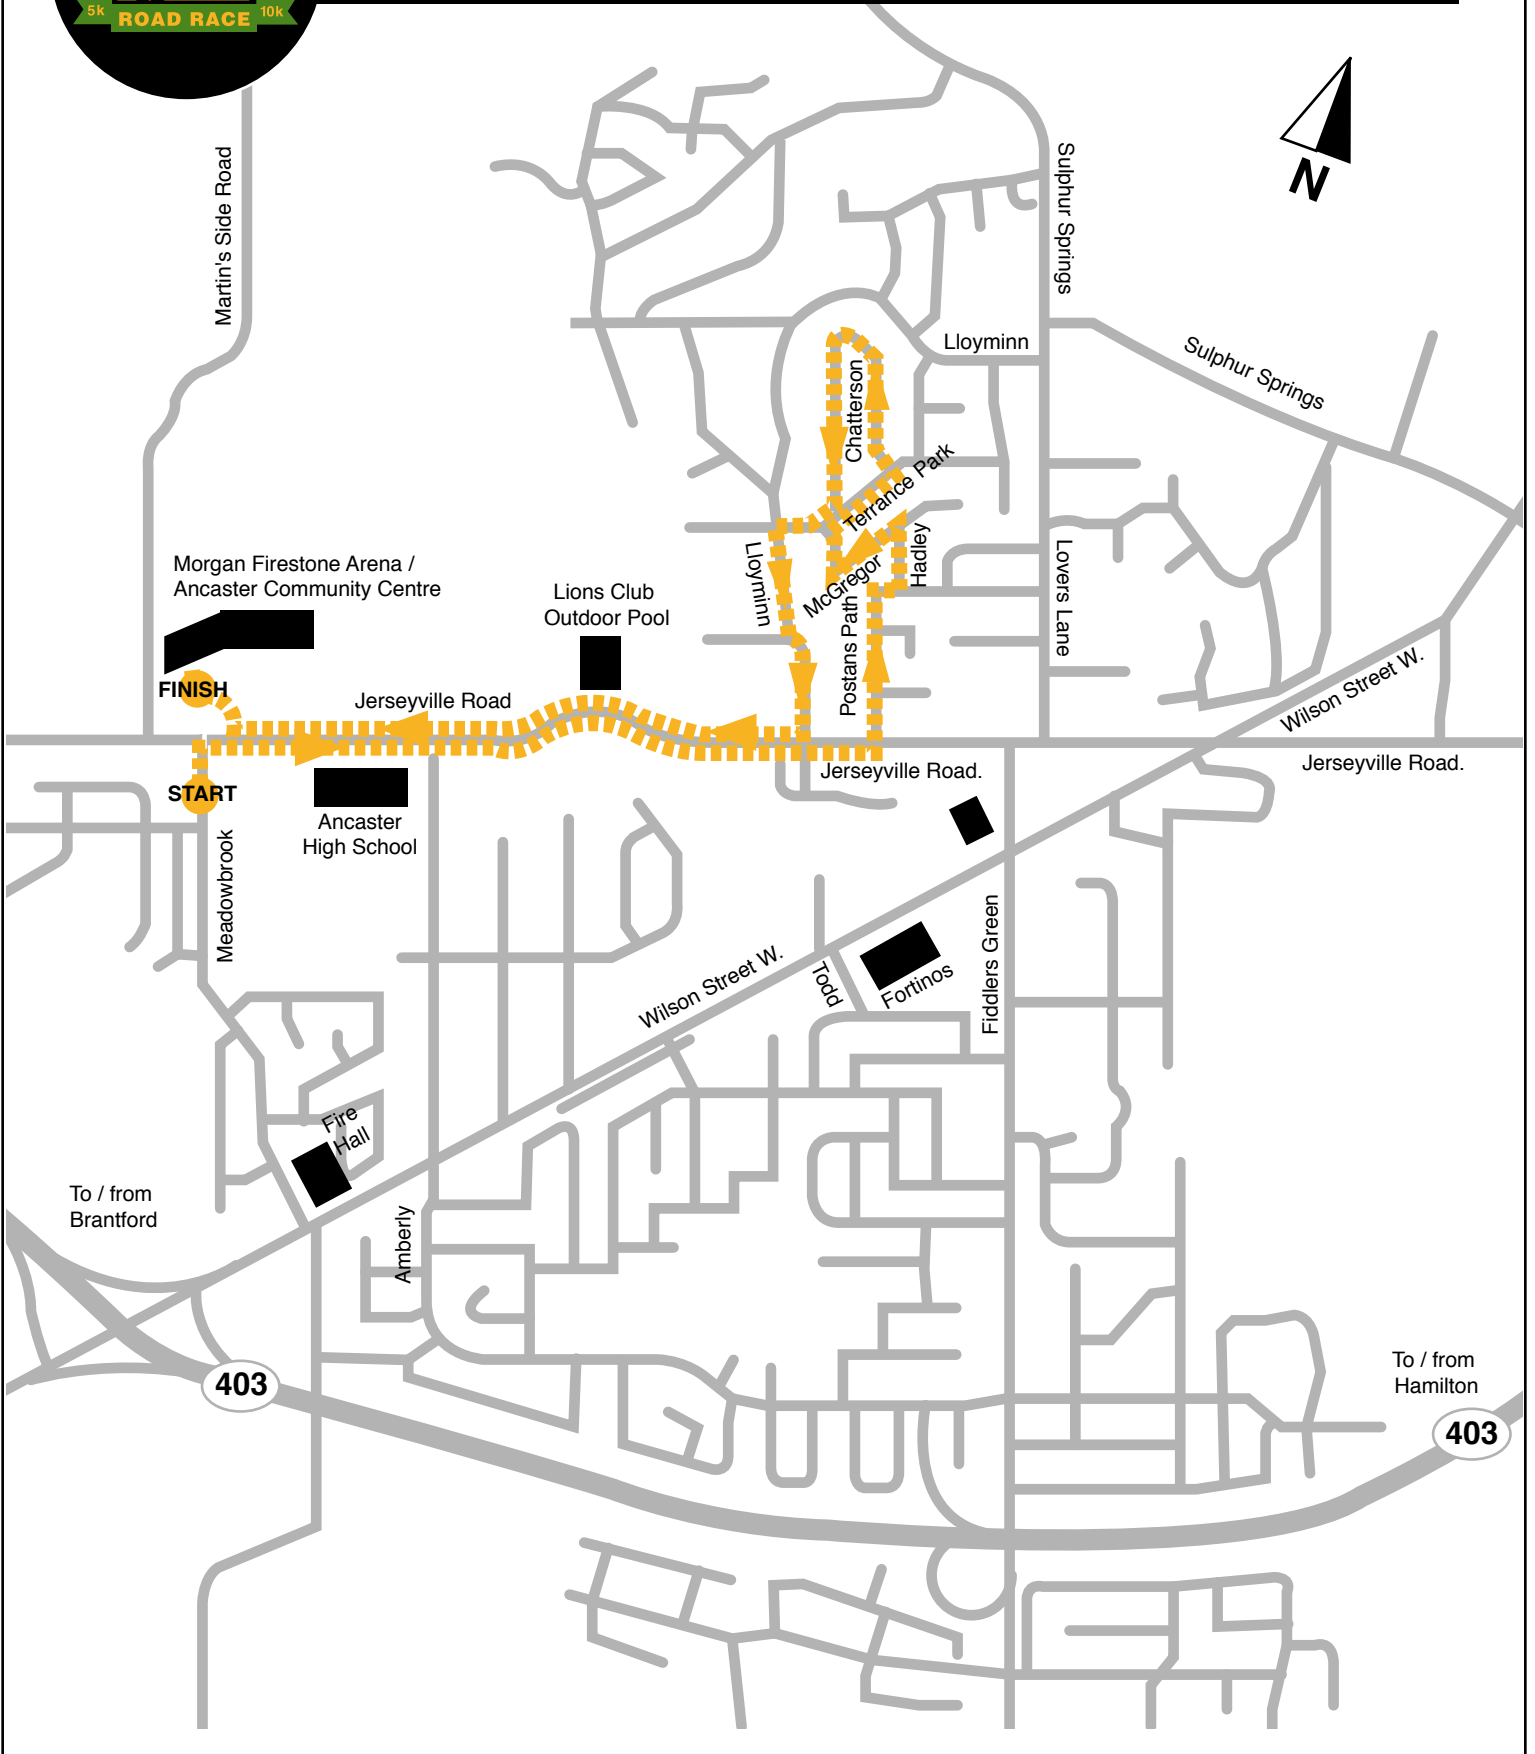 5k
ROAD RACE
10k
N
Martin's Side Road
Sulphur Springs
Lloyminn
Sulphur Springs
Chatterson
Terrance Park
McGregor
Hadley
Lloyminn
Postans Path
Lovers Lane
Morgan Firestone Arena /
Ancaster Community Centre
Lions Club
Outdoor Pool
FINISH
Jerseyville Road
Wilson Street W.
START
Jerseyville Road.
Jerseyville Road.
Ancaster
High School
Meadowbrook
Wilson Street W.
Todd
Fortinos
Fiddlers Green
Fire
Hall
To / from
Brantford
Amberly
403
To / from
Hamilton
403